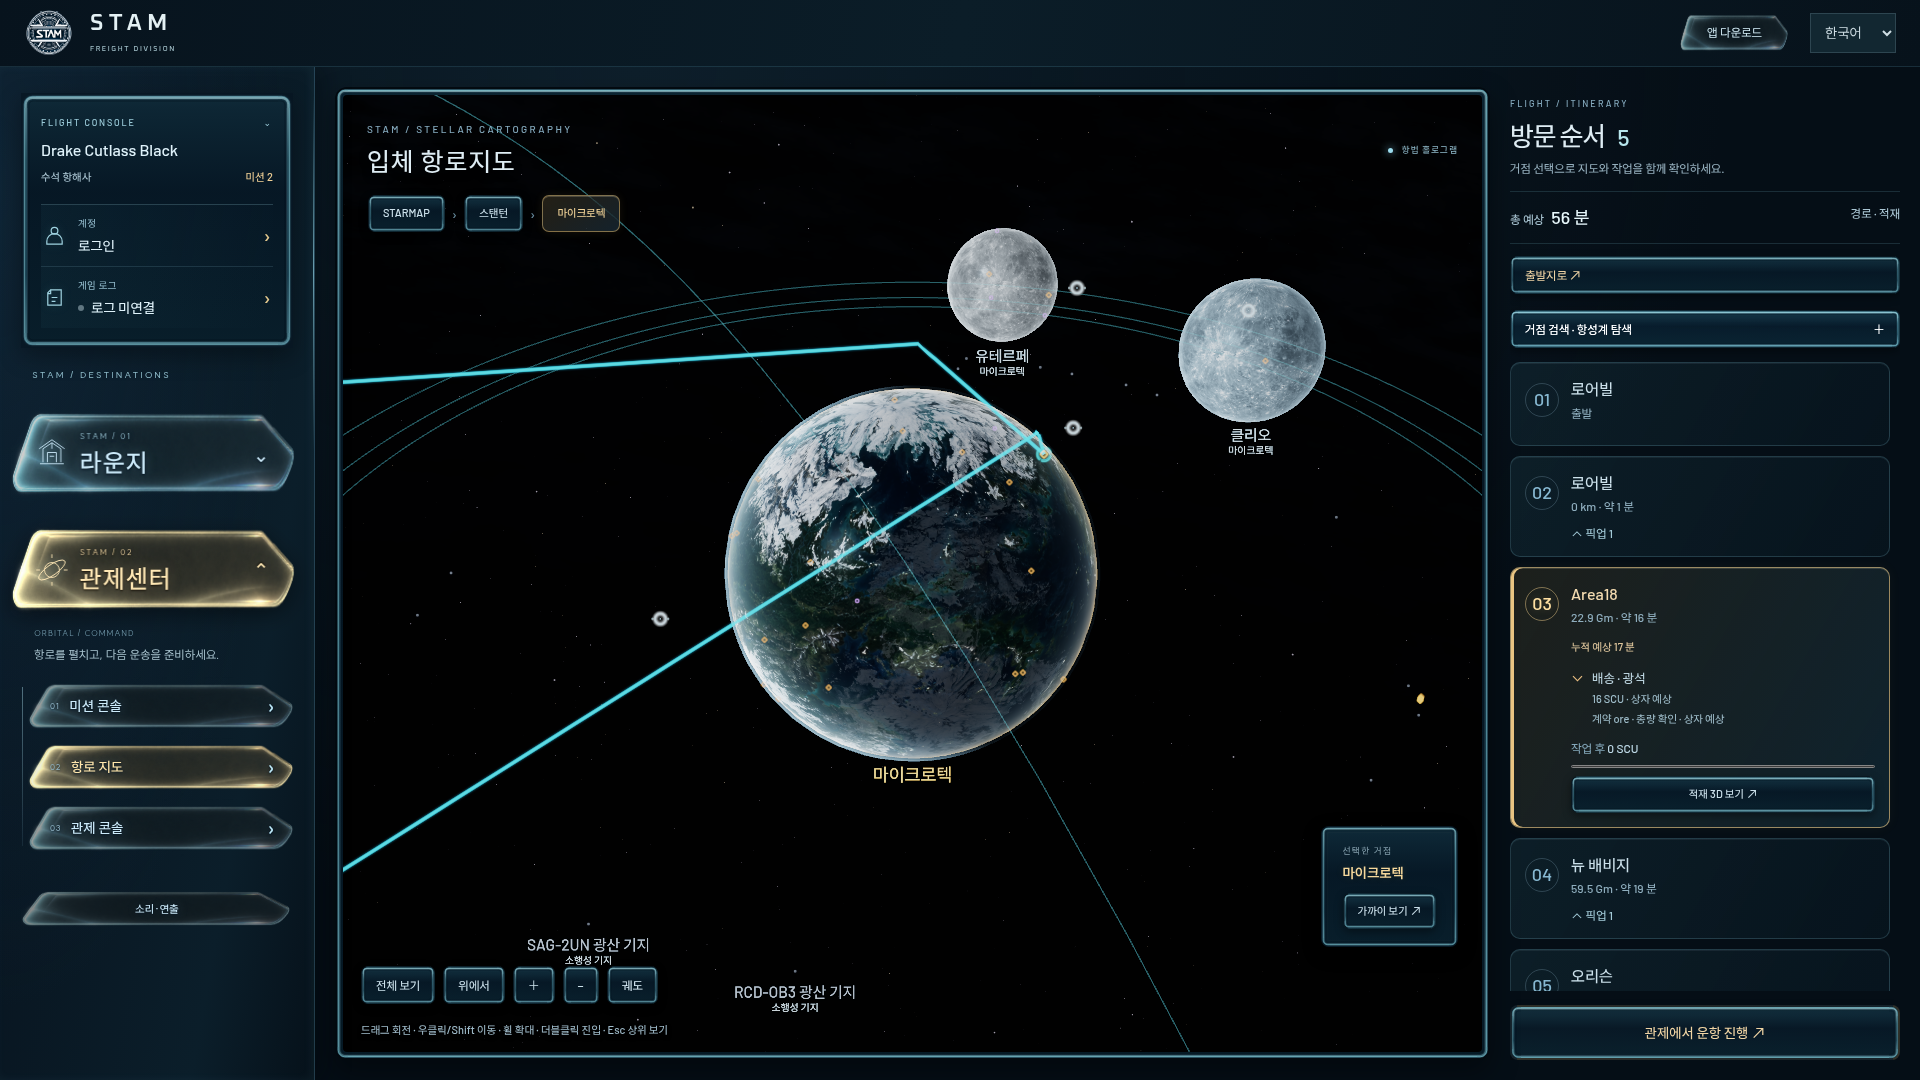 STAM
STAM
FREIGHT DIVISION
앱 다운로드
한국어
FLIGHT CONSOLE
Drake Cutlass Black
수석 항해사
미션 2
계정
로그인
게임 로그
로그 미연결
STAM / DESTINATIONS
STAM / 01
라운지
STAM / 02
관제센터
ORBITAL / COMMAND
항로를 펼치고, 다음 운송을 준비하세요.
01 미션 콘솔
02 항로 지도
03 관제 콘솔
소리 · 연출
STAM / STELLAR CARTOGRAPHY
입체 항로지도
항법 홀로그램
STARMAP › 스탠턴 › 마이크로텍
유테르페
마이크로텍
클리오
마이크로텍
마이크로텍
선택한 거점
마이크로텍
가까이 보기 ↗
SAG-2UN 광산 기지
소행성 기지
RCD-OB3 광산 기지
소행성 기지
전체 보기
위에서
+
-
궤도
드래그 회전 · 우클릭/Shift 이동 · 휠 확대 · 더블클릭 진입 · Esc 상위 보기
FLIGHT / ITINERARY
방문 순서 5
거점 선택으로 지도와 작업을 함께 확인하세요.
총 예상 56 분
경로 · 적재
출발지로 ↗
거점 검색 · 항성계 탐색 +
01
로어빌
출발
02
로어빌
0 km · 약 1 분
픽업 1
03
Area18
22.9 Gm · 약 16 분
누적 예상 17 분
배송 · 광석
16 SCU · 상자 예상
계약 ore · 총량 확인 · 상자 예상
작업 후 0 SCU
적재 3D 보기 ↗
04
뉴 배비지
59.5 Gm · 약 19 분
픽업 1
05
오리슨
관제에서 운항 진행 ↗